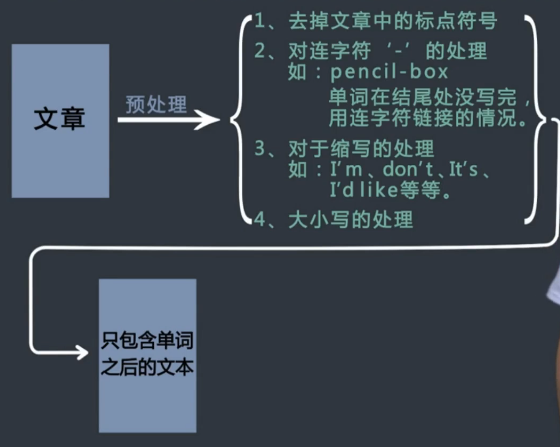 文章
预处理
1、去掉文章中的标点符号
2、对连字符‘-’的处理
如：pencil-box
单词在结尾处没写完，
用连字符链接的情况。
3、对于缩写的处理
如：I'm、don't、It's、
I'd like等等。
4、大小写的处理
只包含单词
之后的文本